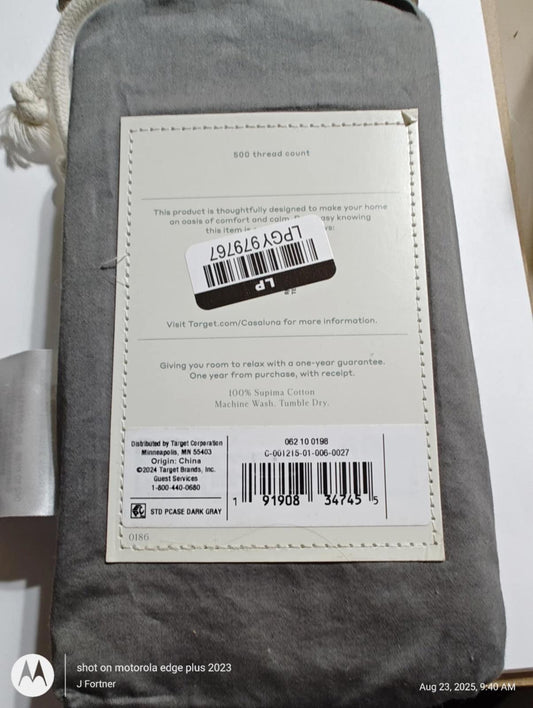 500 thread count
This product is thoughtfully designed to make your home
an oasis of comfort and calm. easy knowing
this item is
LPGY979767
LP
Visit Target.com/Casaluna for more information.
Giving you room to relax with a one-year guarantee.
One year from purchase, with receipt.
100% Supima Cotton
Machine Wash. Tumble Dry.
Distributed by Target Corporation
Minneapolis, MN 55403
Origin: China
©2024 Target Brands, Inc.
Guest Services
1-800-440-0680
STD PCASE DARK GRAY
062 10 0198
C-001215-01-006-0027
1 91908 34745 5
0186
shot on motorola edge plus 2023
J Fortner
Aug 23, 2025, 9:40 AM